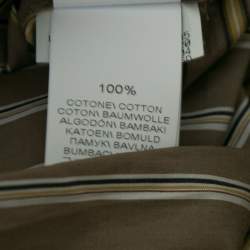 100%
COTONE\ COTTON
COTON\ BAUMWOLLE
ALGODÓN\ BAMBAKI
KATOEN\ BOMULD
ПАМУК\ BAVLNA